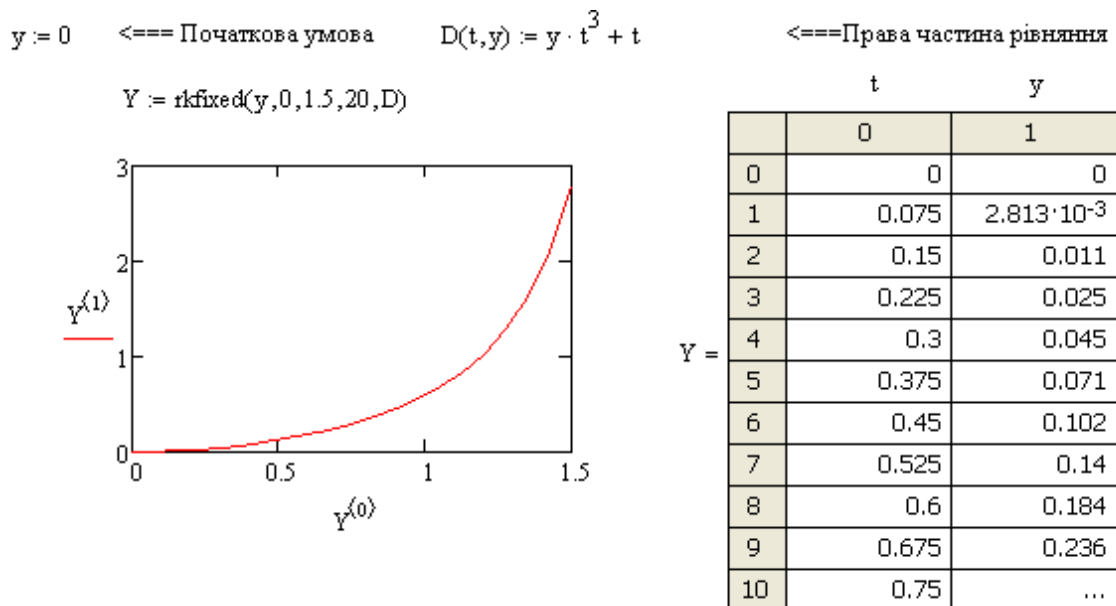 y := 0 <=== Початкова умова D(t,y) := y · t³ + t <===Права частина рівняння
Y := rkfixed(y,0,1.5,20,D)
3
2
1
0
0 0.5 1 1.5
Y⟨1⟩
Y⟨0⟩
t y
Y =
0 1
0 0 0
1 0.075 2.813·10⁻³
2 0.15 0.011
3 0.225 0.025
4 0.3 0.045
5 0.375 0.071
6 0.45 0.102
7 0.525 0.14
8 0.6 0.184
9 0.675 0.236
10 0.75 ...